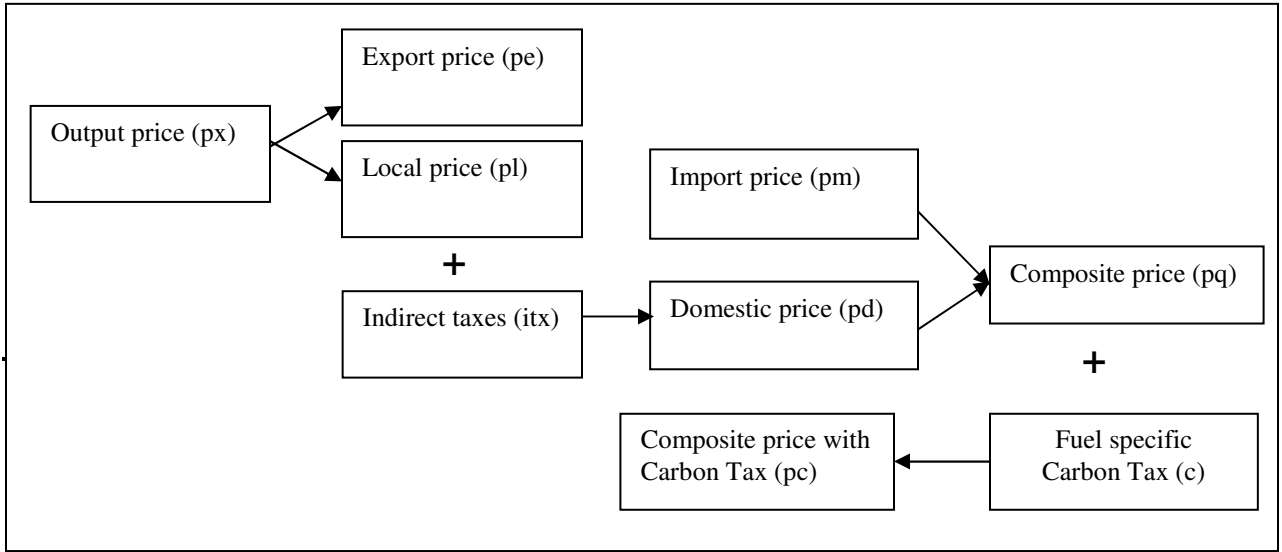 Export price (pe)
Output price (px)
Local price (pl)
Import price (pm)
+
Composite price (pq)
Indirect taxes (itx)
Domestic price (pd)
+
Composite price with
Carbon Tax (pc)
Fuel specific
Carbon Tax (c)